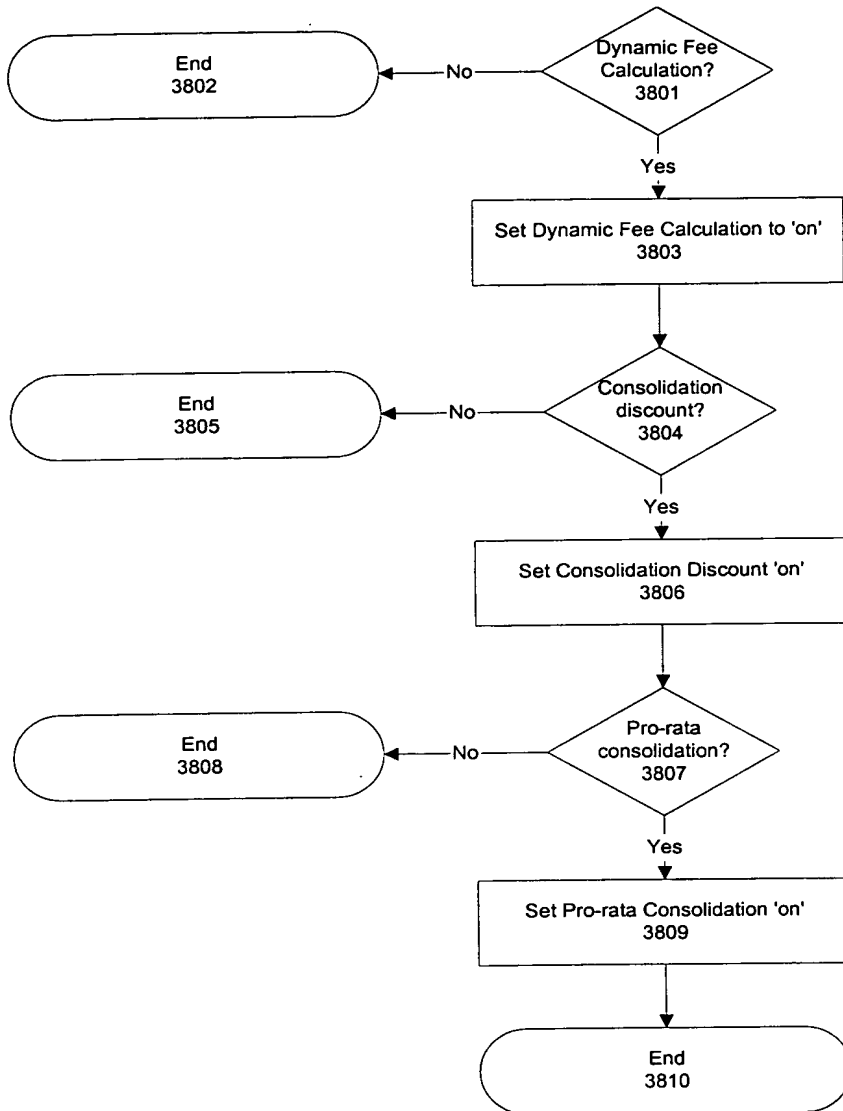 Dynamic Fee
Calculation?
3801
No
End
3802
Yes
Set Dynamic Fee Calculation to 'on'
3803
Consolidation
discount?
3804
No
End
3805
Yes
Set Consolidation Discount 'on'
3806
Pro-rata
consolidation?
3807
No
End
3808
Yes
Set Pro-rata Consolidation 'on'
3809
End
3810